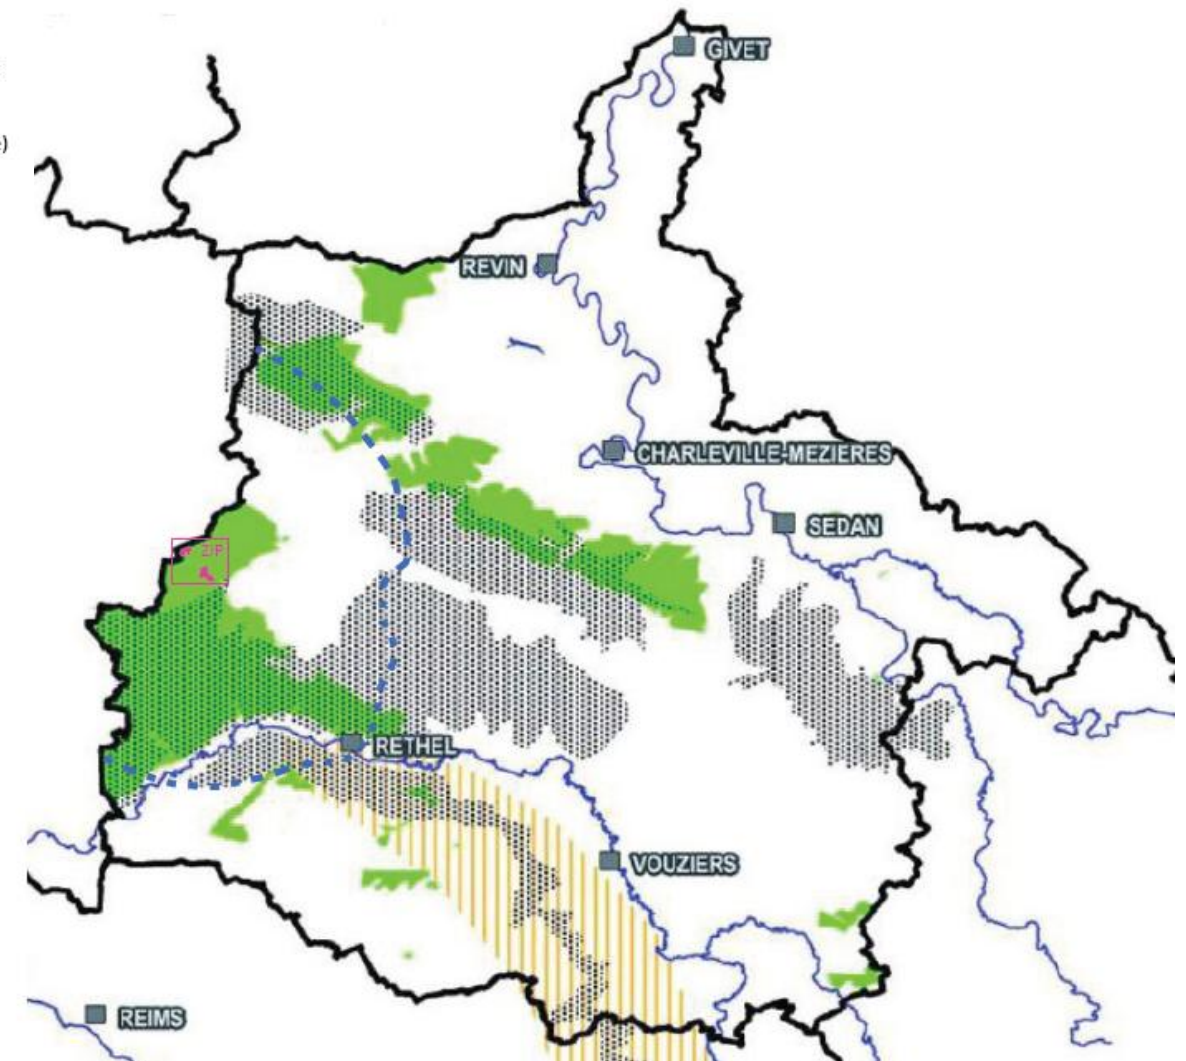 GIVET
)
REVIN
CHARLEVILLE-MEZIERES
SEDAN
ZIP
RETHEL
VOUZIERS
REIMS